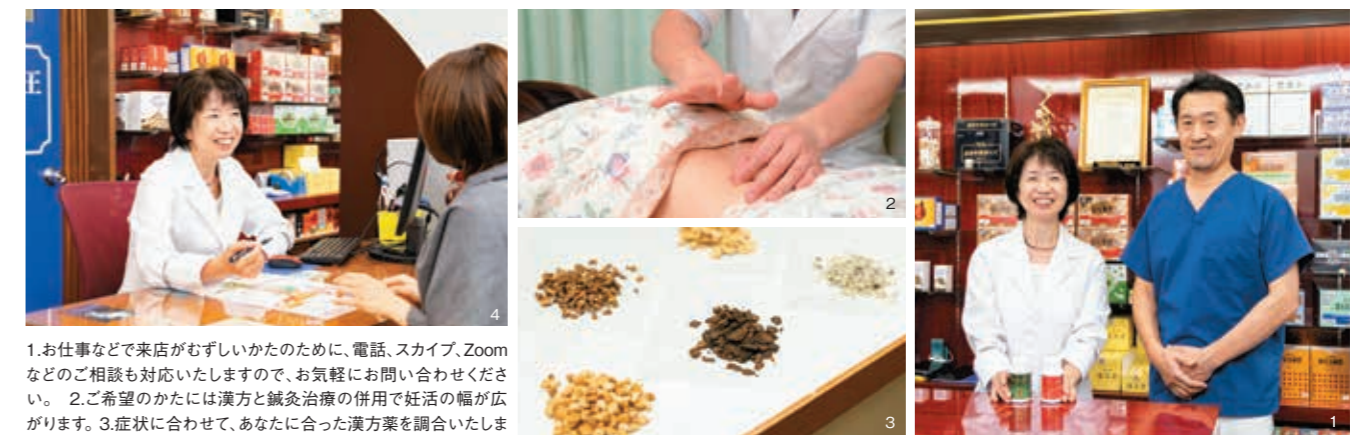 王
4
2
3
1
1.お仕事などで来店がむずしいかたのために、電話、スカイプ、Zoom
などのご相談も対応いたしますので、お気軽にお問い合わせくださ
い。 2.ご希望のかたには漢方と鍼灸治療の併用で妊活の幅が広
がります。3.症状に合わせて、あなたに合った漢方薬を調合いたしま